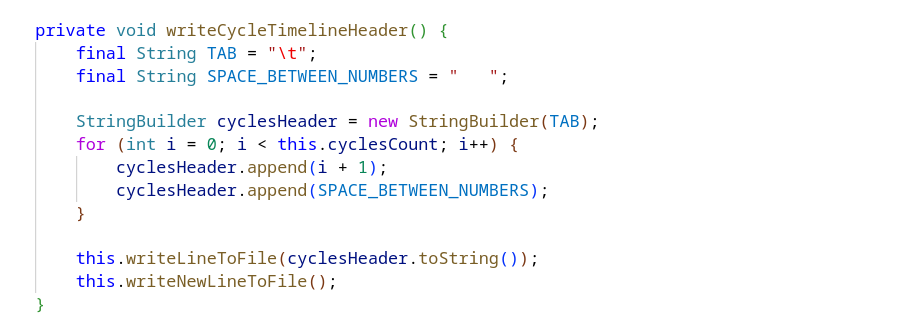 private void writeCycleTimelineHeader() {
    final String TAB = "\t";
    final String SPACE_BETWEEN_NUMBERS = "   ";

    StringBuilder cyclesHeader = new StringBuilder(TAB);
    for (int i = 0; i < this.cyclesCount; i++) {
        cyclesHeader.append(i + 1);
        cyclesHeader.append(SPACE_BETWEEN_NUMBERS);
    }

    this.writeLineToFile(cyclesHeader.toString());
    this.writeNewLineToFile();
}